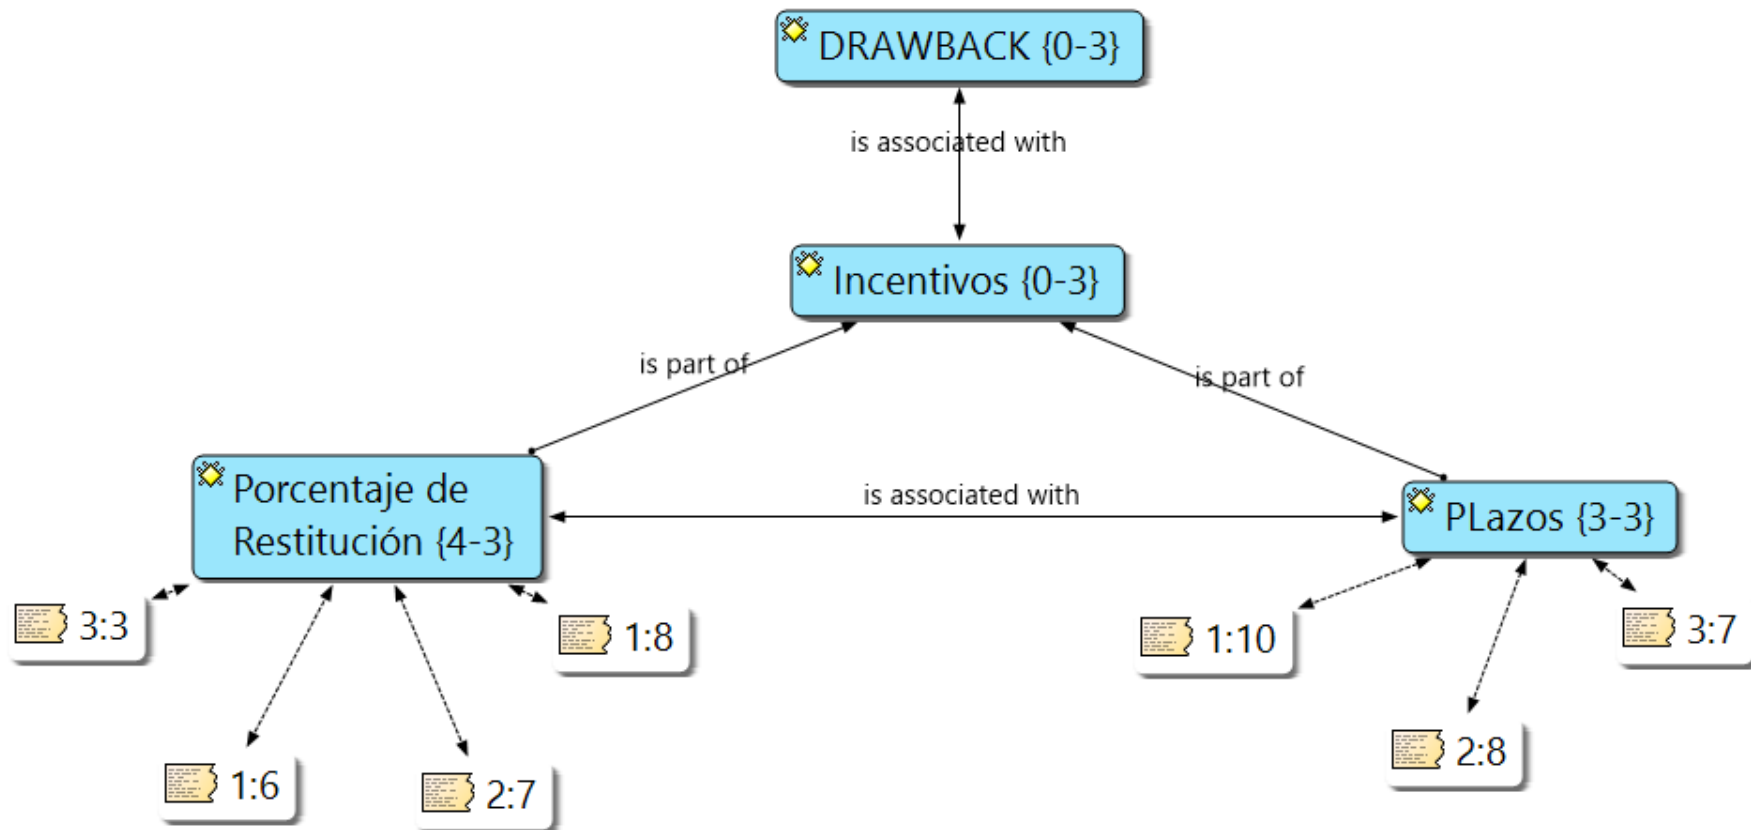 DRAWBACK {0-3}
is associated with
Incentivos {0-3}
is part of
is part of
Porcentaje de
Restitución {4-3}
is associated with
PLazos {3-3}
3:3
1:8
1:10
3:7
1:6
2:7
2:8